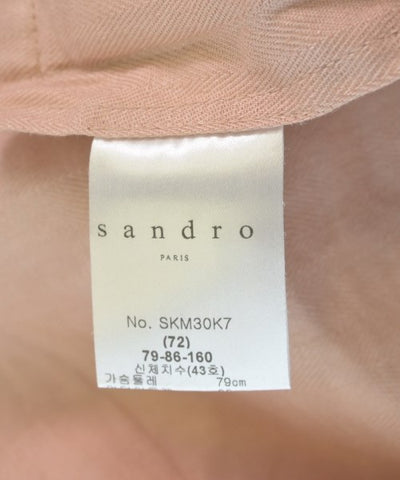 sandro
PARIS
No. SKM30K7
(72)
79-86-160
신체치수(43호)
가슴둘레 79cm